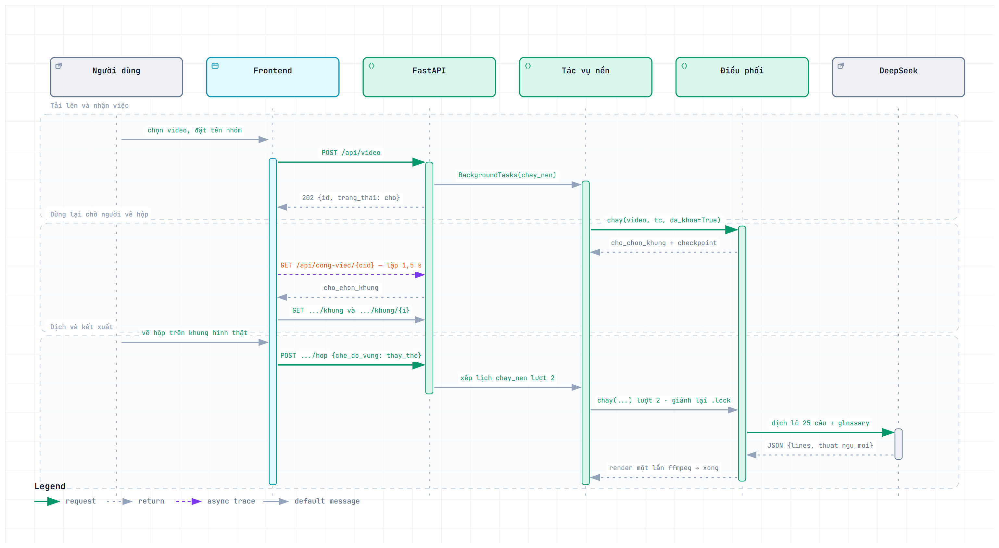 Người dùng
Frontend
FastAPI
Tác vụ nền
Điều phối
DeepSeek
Tải lên và nhận việc
chọn video, đặt tên nhóm
POST /api/video
BackgroundTasks(chay_nen)
202 {id, trang_thai: cho}
Dừng lại chờ người vẽ hộp
chay(video, tc, da_khoa=True)
cho_chon_khung + checkpoint
GET /api/cong-viec/{cid} — lặp 1,5 s
cho_chon_khung
GET .../khung và .../khung/{i}
Dịch và kết xuất
vẽ hộp trên khung hình thật
POST .../hop {che_do_vung: thay_the}
xếp lịch chay_nen lượt 2
chay(...) lượt 2 · giành lại .lock
dịch lô 25 câu + glossary
JSON {lines, thuat_ngu_moi}
render một lần ffmpeg → xong
Legend
request
return
async trace
default message